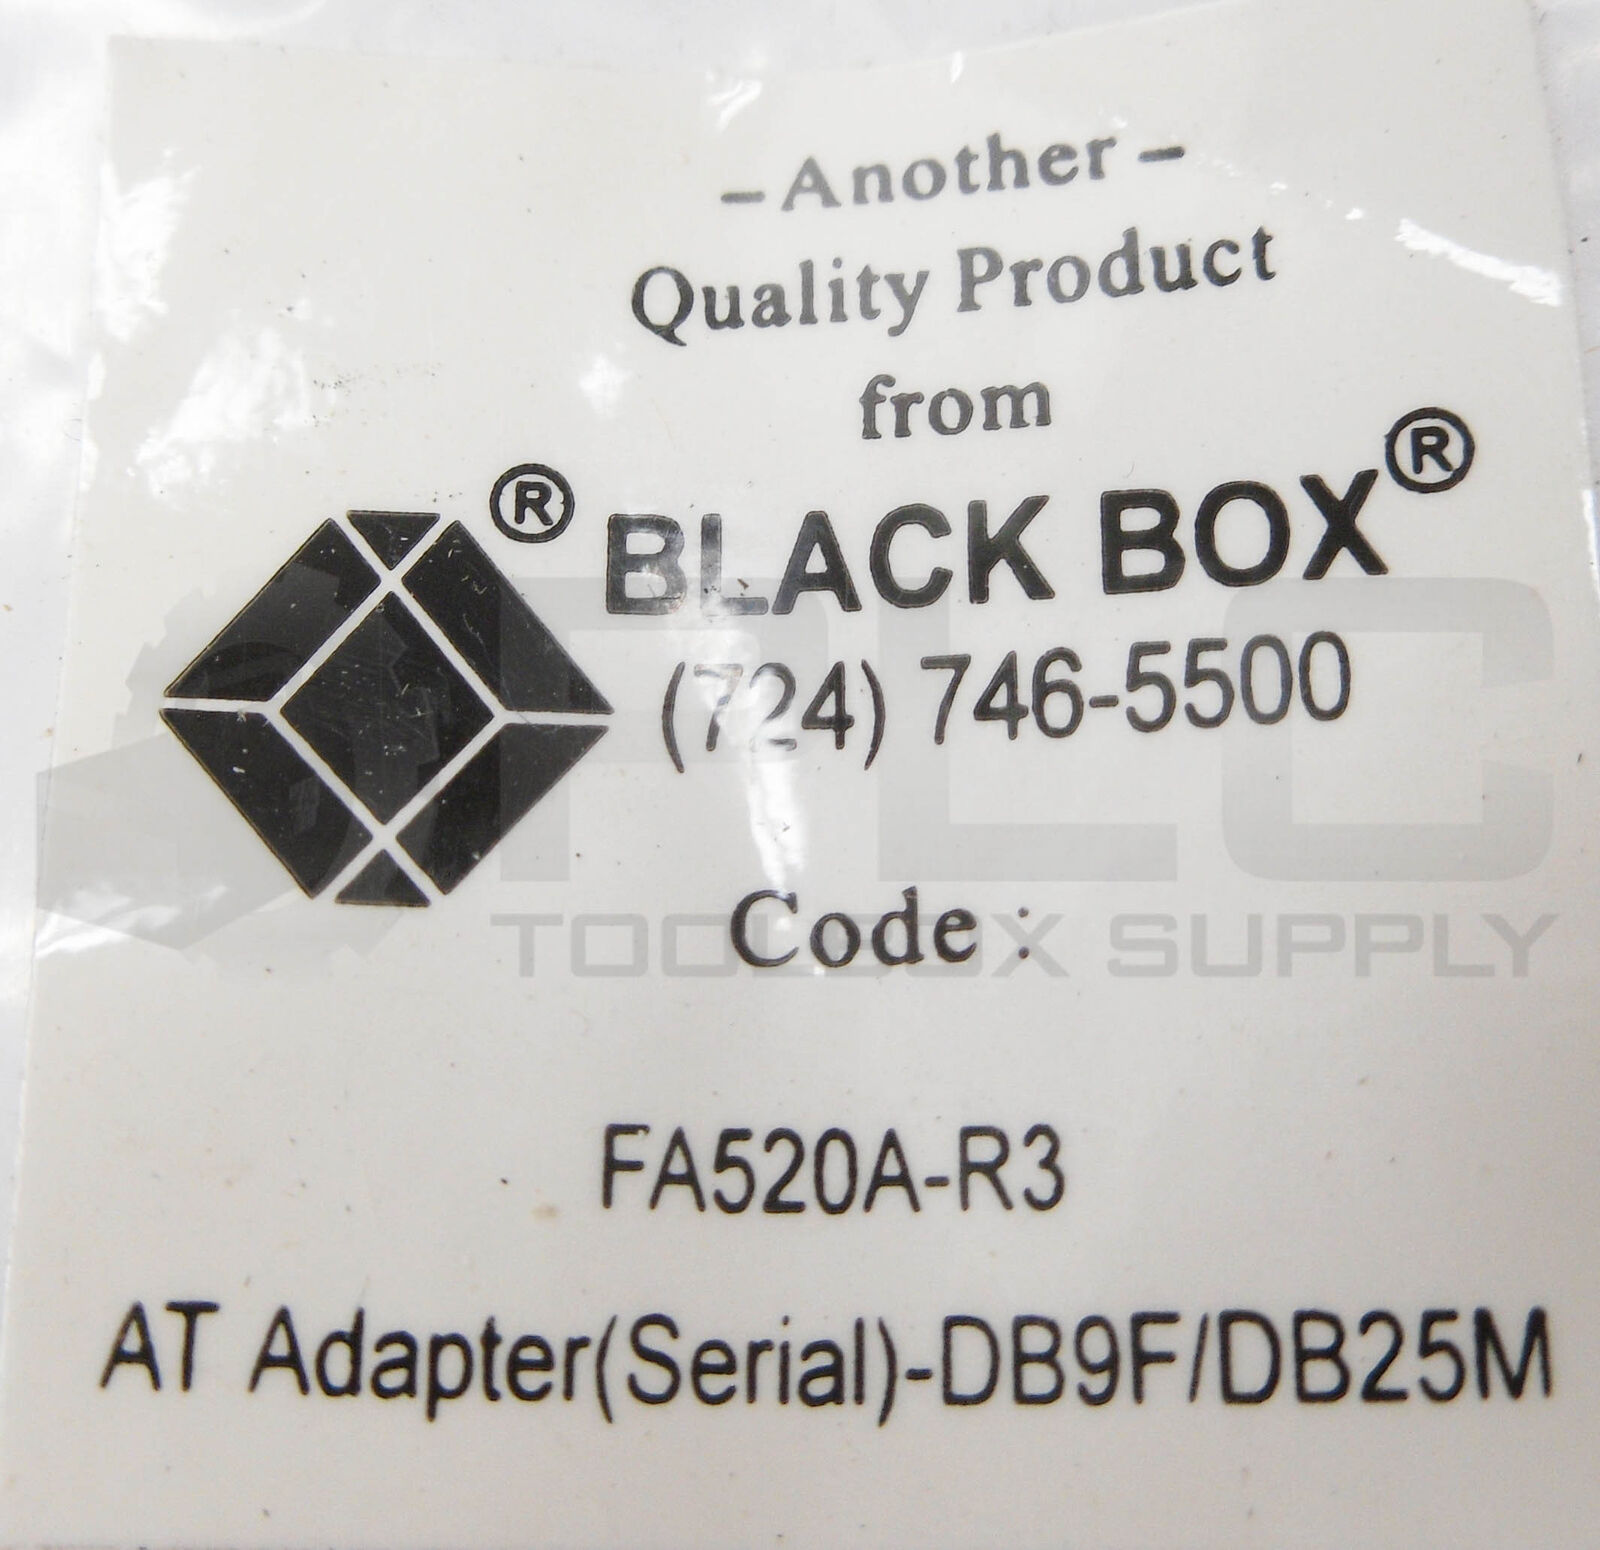 – Another –
Quality Product
from
® BLACK BOX®
(724) 746-5500
Code :
FA520A-R3
AT Adapter(Serial)-DB9F/DB25M
PLC
TOOLBOX SUPPLY